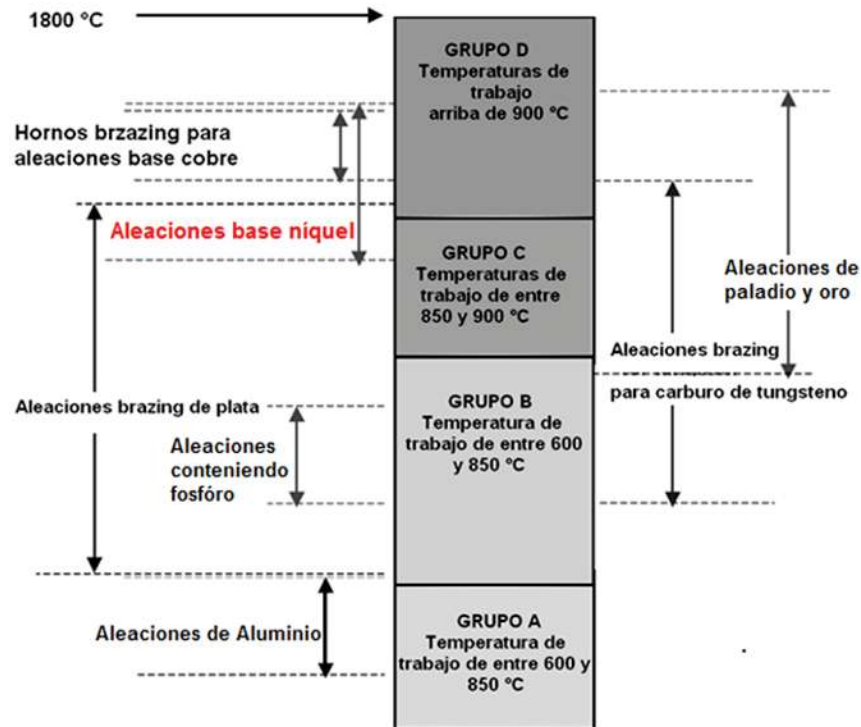 1800 °C
GRUPO D
Temperaturas de
trabajo
arriba de 900 °C
Hornos brzazing para
aleaciones base cobre
Aleaciones base níquel
GRUPO C
Temperaturas de
trabajo de entre
850 y 900 °C
Aleaciones de
paladio y oro
Aleaciones brazing
para carburo de tungsteno
Aleaciones brazing de plata
GRUPO B
Temperatura de
trabajo de entre 600
y 850 °C
Aleaciones
conteniendo
fosfóro
Aleaciones de Aluminio
GRUPO A
Temperatura de
trabajo de entre 600 y
850 °C